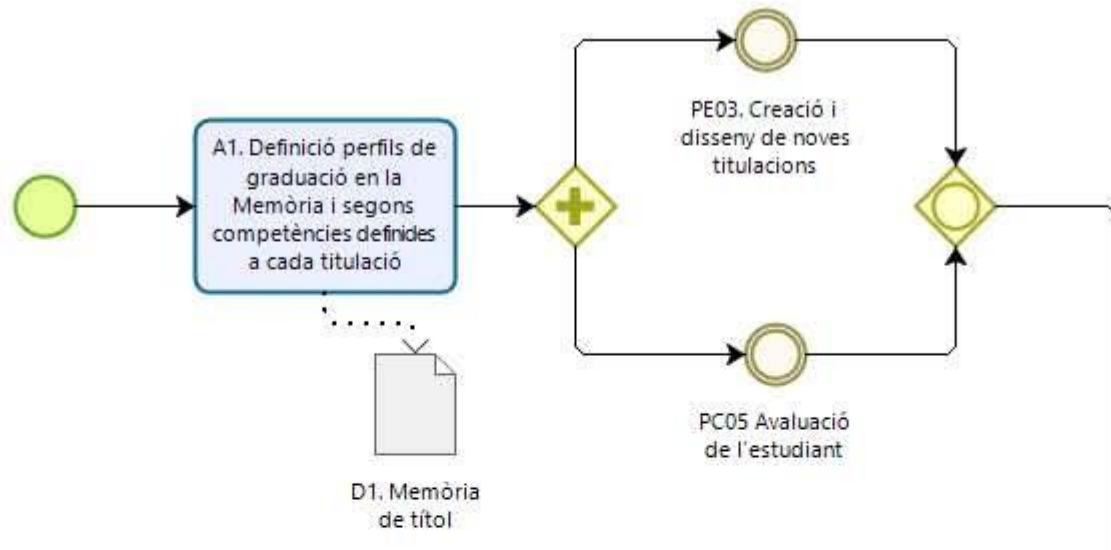 A1. Definició perfils de
graduació en la
Memòria i segons
competències definides
a cada titulació
PE03. Creació i
disseny de noves
titulacions
PC05 Avaluació
de l'estudiant
D1. Memòria
de títol